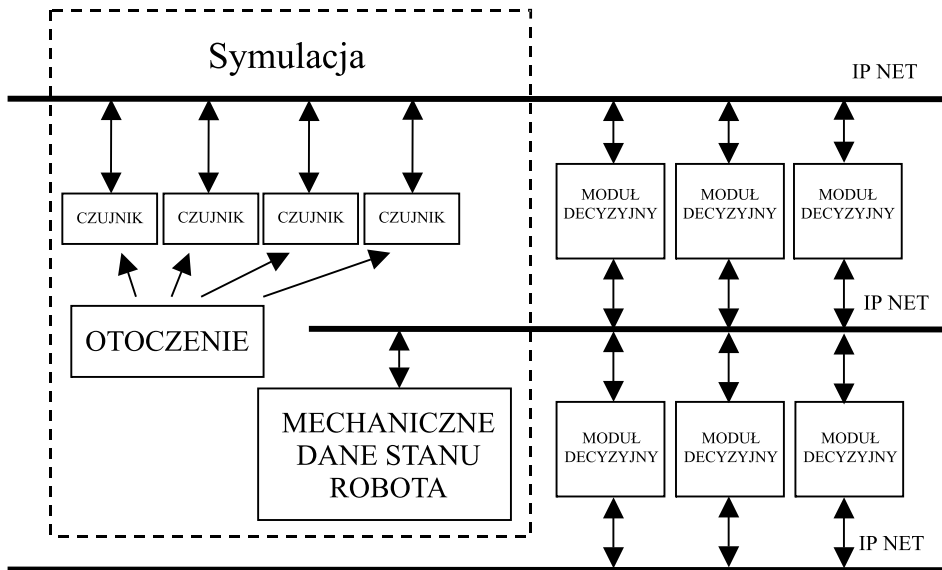 Symulacja
IP NET
CZUJNIK
CZUJNIK
CZUJNIK
CZUJNIK
MODUŁ
DECYZYJNY
MODUŁ
DECYZYJNY
MODUŁ
DECYZYJNY
OTOCZENIE
IP NET
MECHANICZNE
DANE STANU
ROBOTA
MODUŁ
DECYZYJNY
MODUŁ
DECYZYJNY
MODUŁ
DECYZYJNY
IP NET